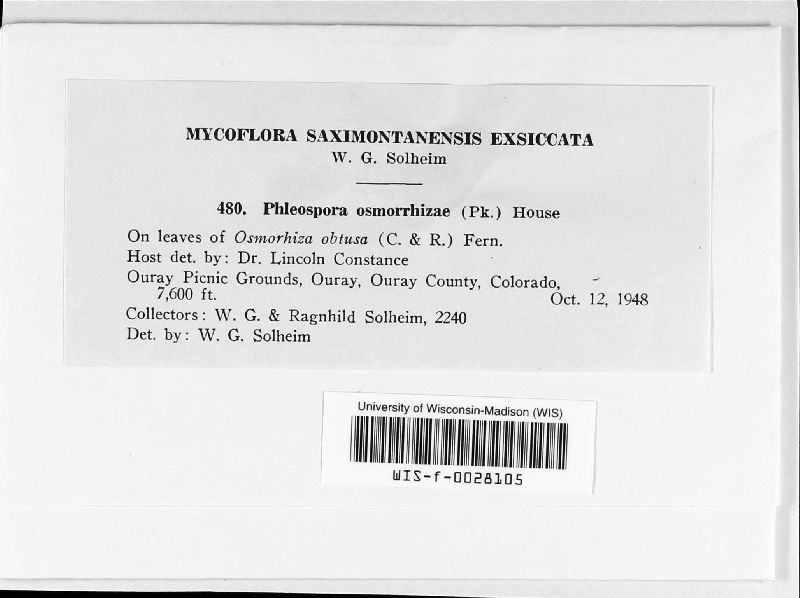 MYCOFLORA SAXIMONTANENSIS EXSICCATA
W. G. Solheim
480. Phleospora osmorrhizae (Pk.) House
On leaves of Osmorhiza obtusa (C. & R.) Fern.
Host det. by: Dr. Lincoln Constance
Ouray Picnic Grounds, Ouray, Ouray County, Colorado,
7,600 ft. Oct. 12, 1948
Collectors: W. G. & Ragnhild Solheim, 2240
Det. by: W. G. Solheim
University of Wisconsin-Madison (WIS)
WIS-f-0028105